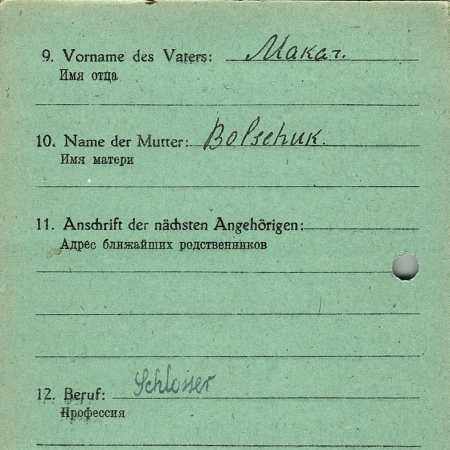 9. Vorname des Vaters: Makar.
Имя отца
10. Name der Mutter: Bolschuk.
Имя матери
11. Anschrift der nächsten Angehörigen:
Адрес ближайших родственников
12. Beruf: Schlosser
Профессия